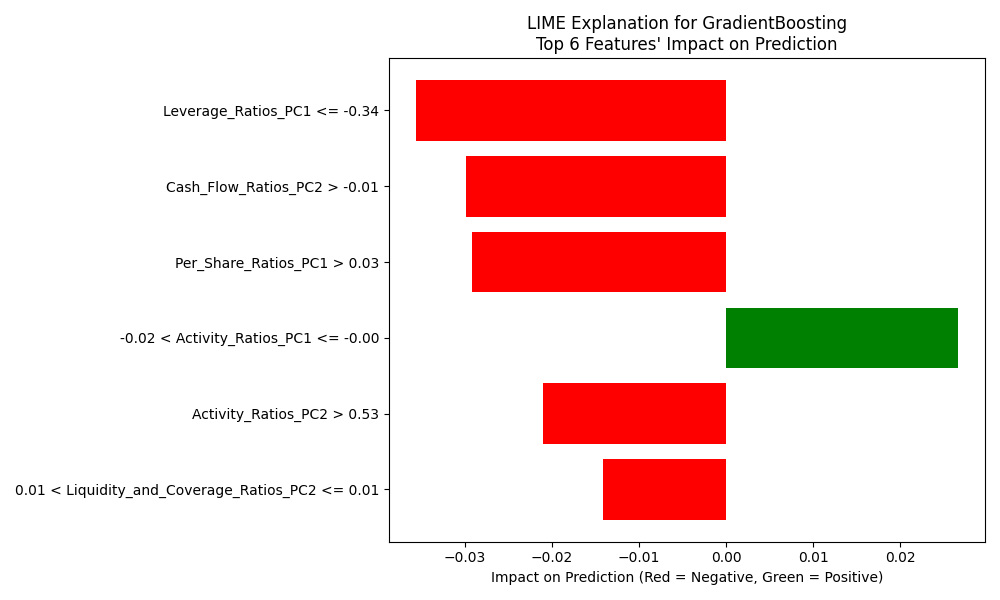 LIME Explanation for GradientBoosting
Top 6 Features' Impact on Prediction
Leverage_Ratios_PC1 <= -0.34
Cash_Flow_Ratios_PC2 > -0.01
Per_Share_Ratios_PC1 > 0.03
-0.02 < Activity_Ratios_PC1 <= -0.00
Activity_Ratios_PC2 > 0.53
0.01 < Liquidity_and_Coverage_Ratios_PC2 <= 0.01
−0.03 −0.02 −0.01 0.00 0.01 0.02
Impact on Prediction (Red = Negative, Green = Positive)